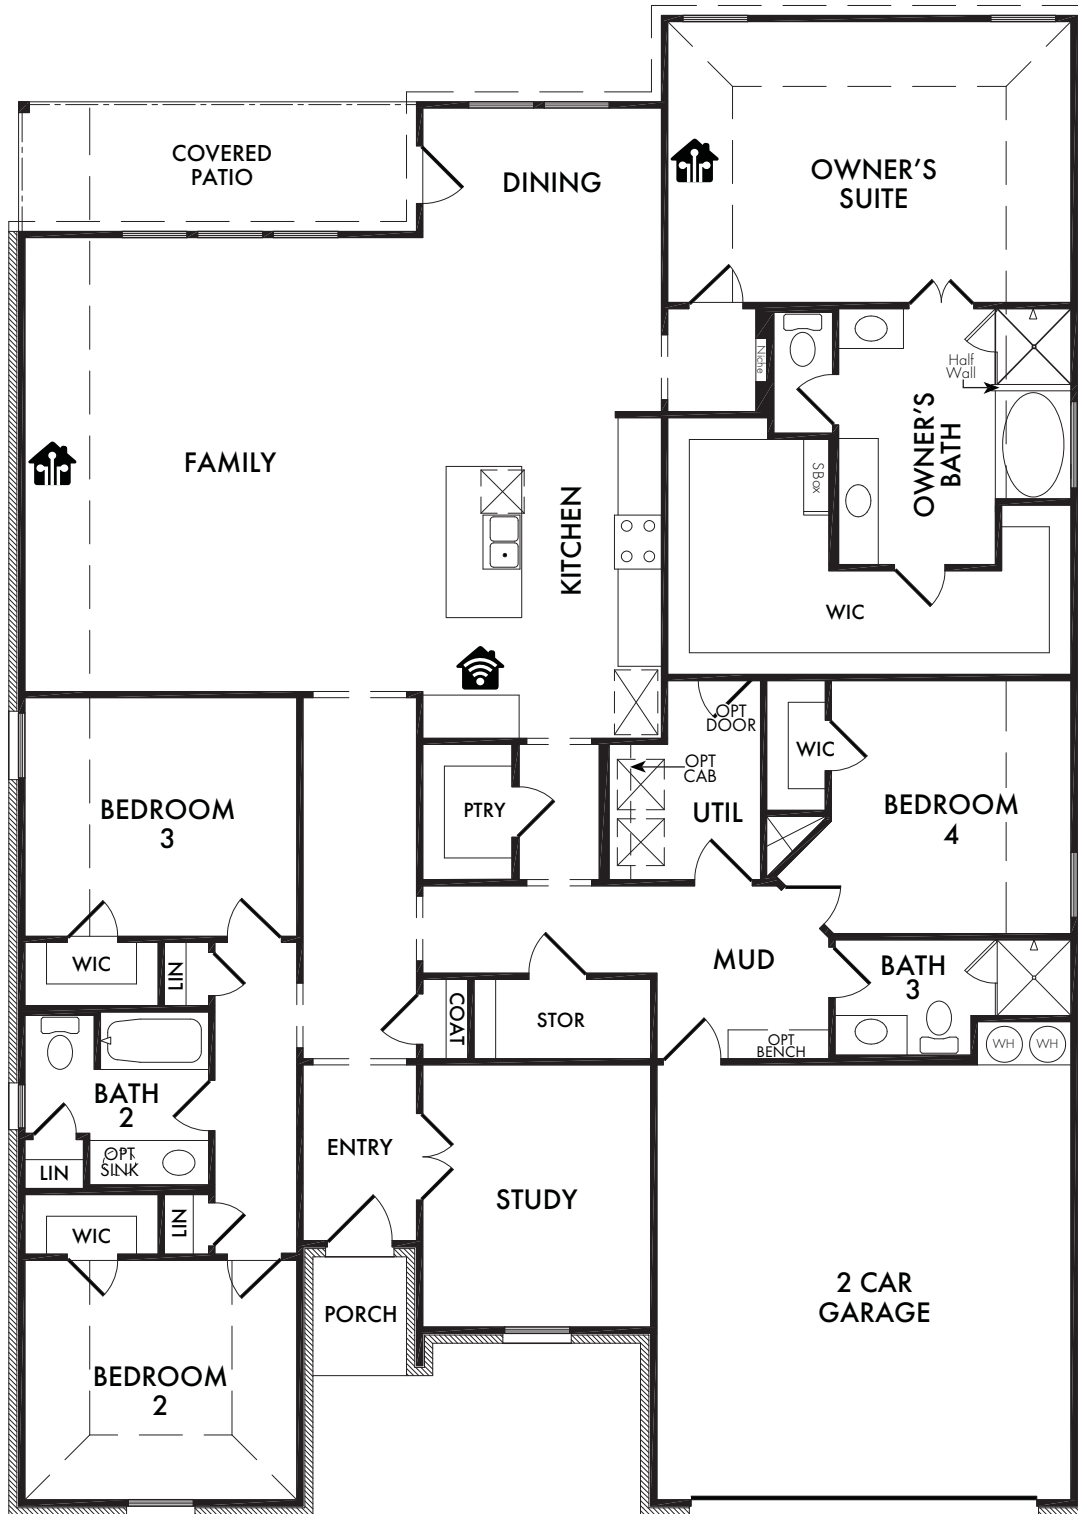 COVERED
PATIO
DINING
OWNER'S
SUITE
Niche
Half
Wall
OWNER'S
BATH
FAMILY
SBox
KITCHEN
WIC
OPT
DOOR
OPT
CAB
WIC
UTIL
PTRY
BEDROOM
3
BEDROOM
4
WIC
LIN
MUD
BATH
3
COAT
STOR
OPT
BENCH
WH
WH
BATH
2
OPT
SINK
LIN
ENTRY
STUDY
WIC
LIN
PORCH
2 CAR
GARAGE
BEDROOM
2